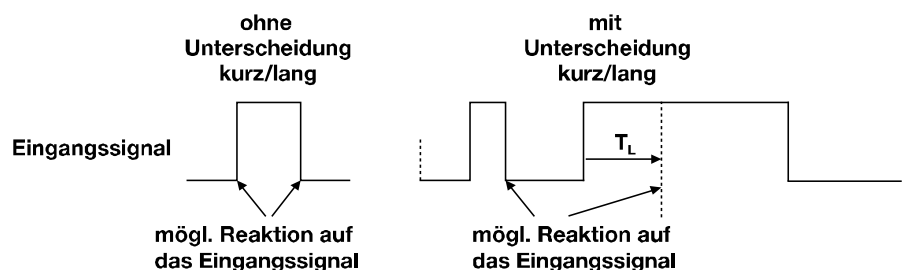 ohne
Unterscheidung
kurz/lang
mit
Unterscheidung
kurz/lang
Eingangssignal
TL
mögl. Reaktion auf
das Eingangssignal
mögl. Reaktion auf
das Eingangssignal